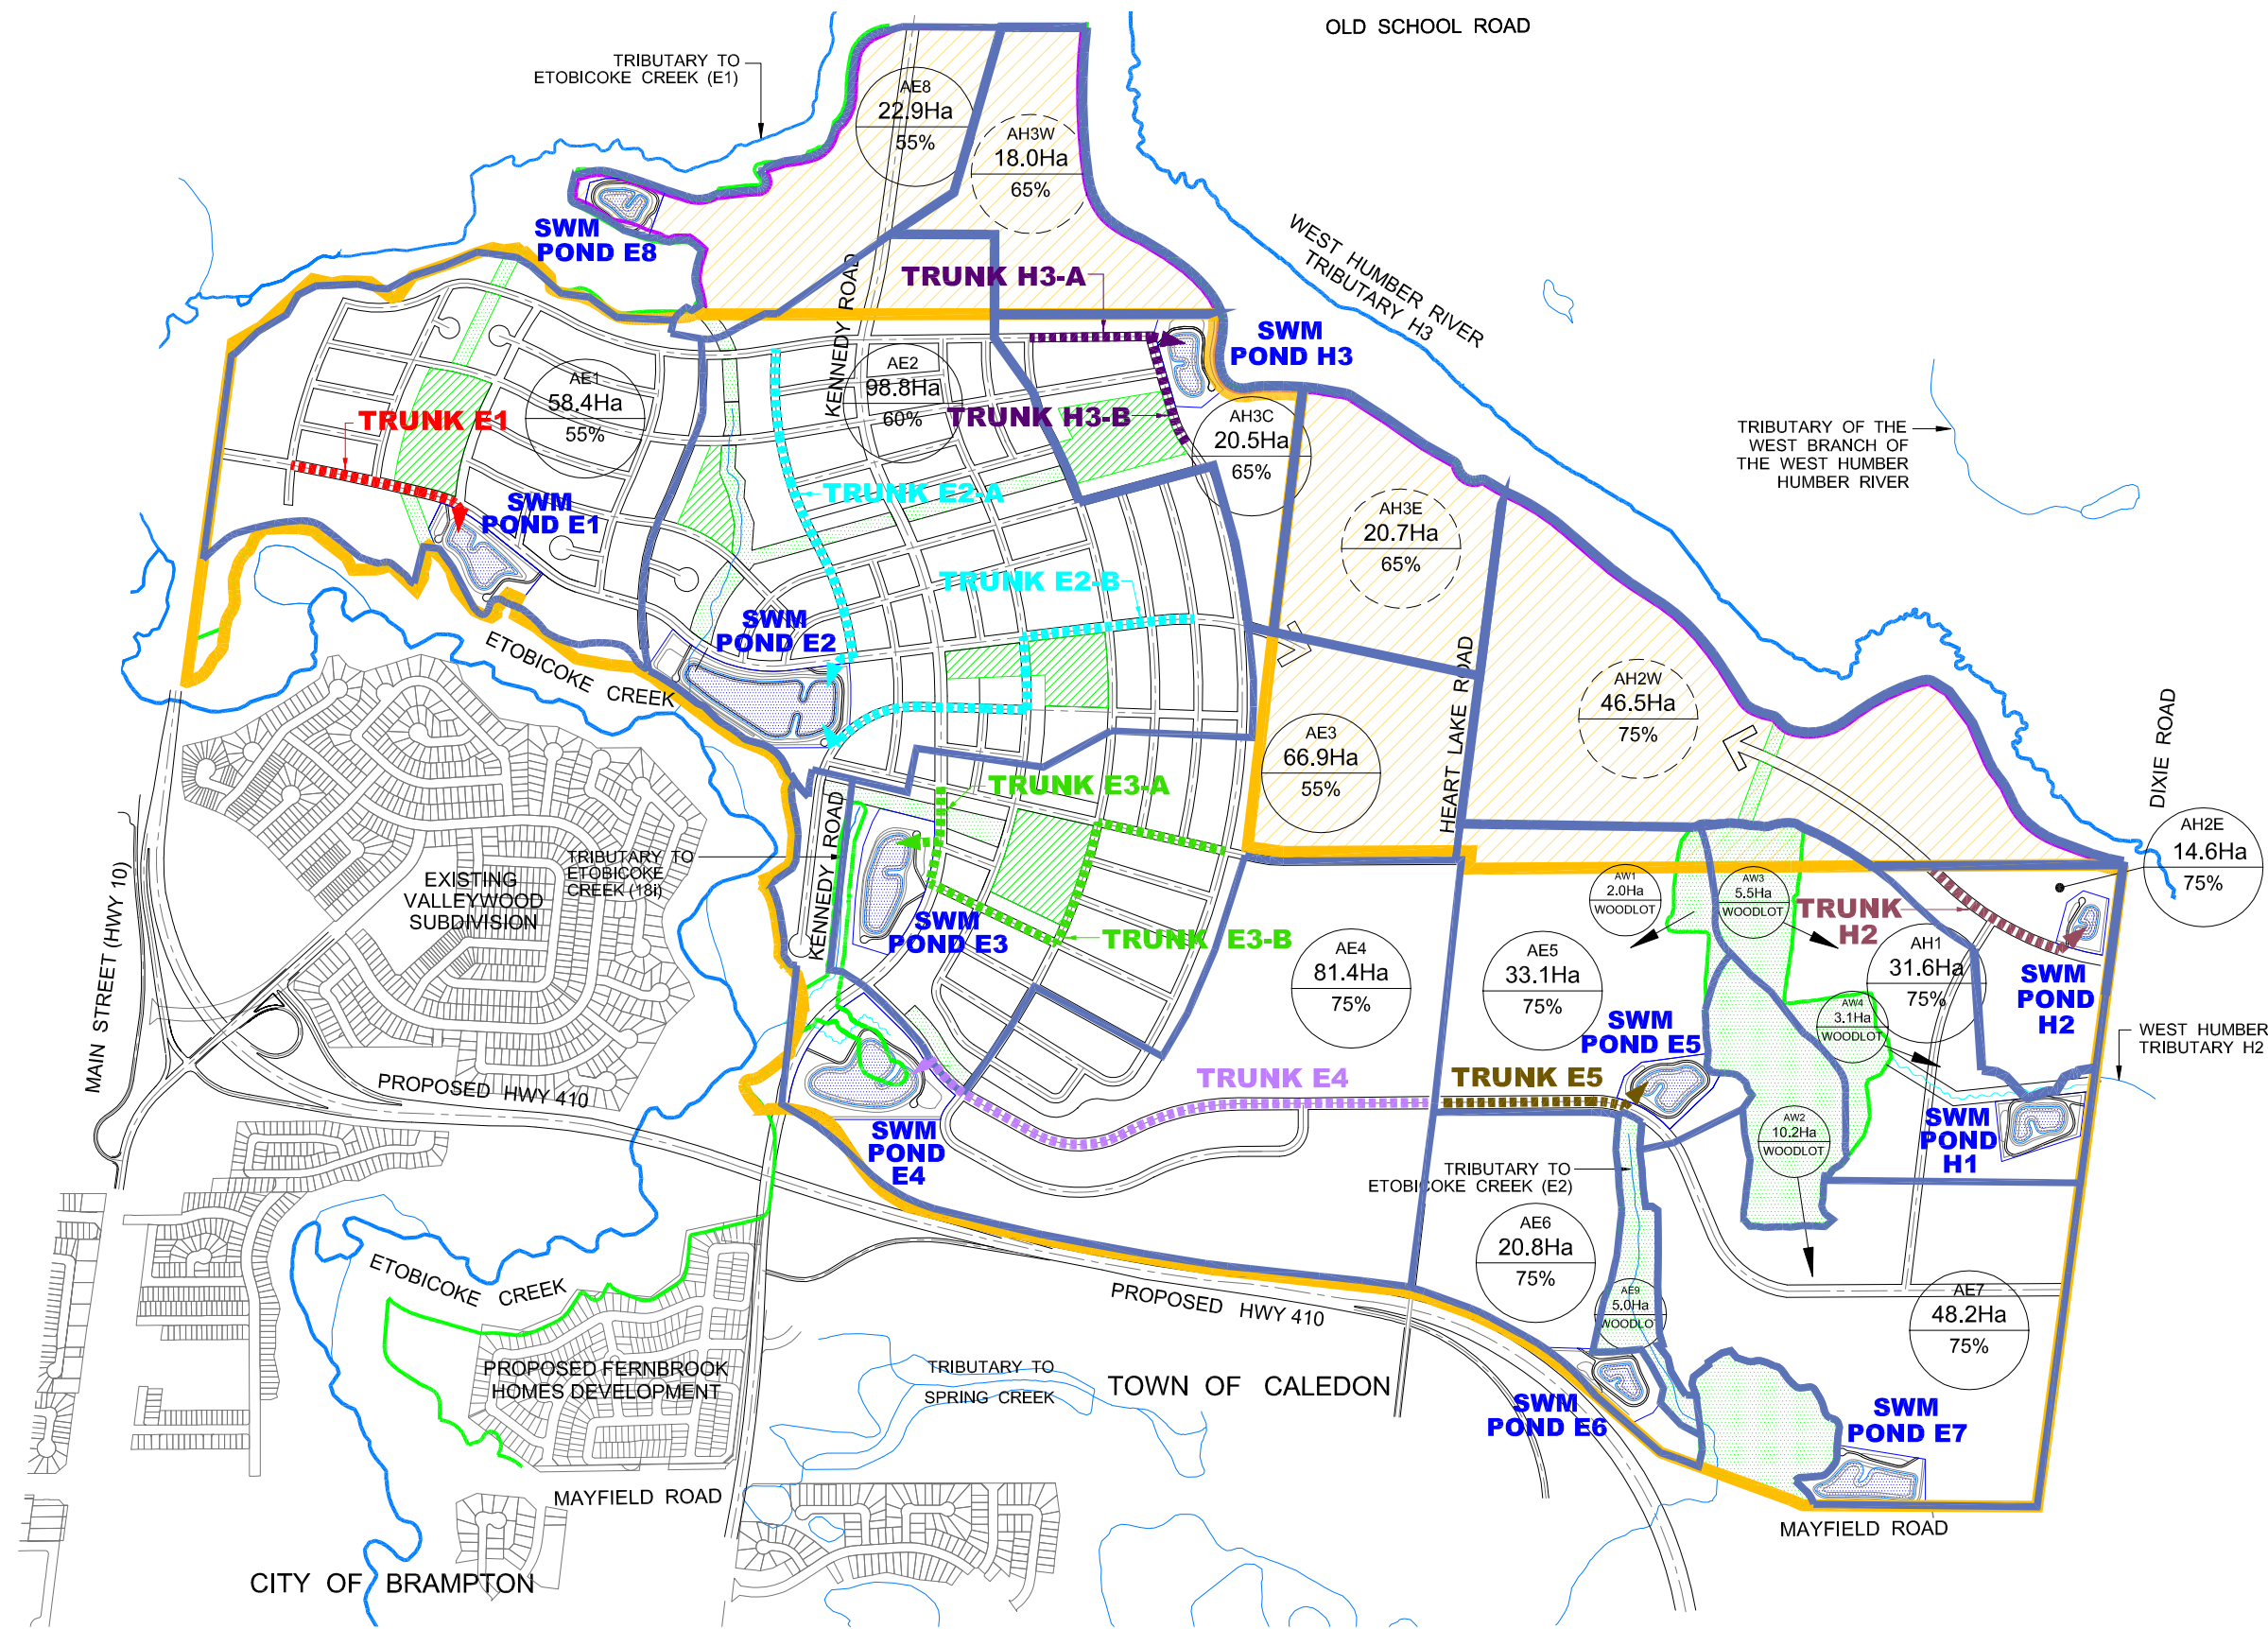 OLD SCHOOL ROAD
TRIBUTARY TO
ETOBICOKE CREEK (E1)
AE8
22.9Ha
55%
AH3W
18.0Ha
65%
SWM
POND E8
WEST HUMBER RIVER
TRIBUTARY H3
KENNEDY ROAD
TRUNK H3-A
SWM
POND H3
AE1
58.4Ha
55%
AE2
98.8Ha
60%
TRUNK E1
TRUNK H3-B
AH3C
20.5Ha
65%
TRIBUTARY OF THE
WEST BRANCH OF
THE WEST HUMBER
HUMBER RIVER
SWM
POND E1
TRUNK E2-A
AH3E
20.7Ha
65%
TRUNK E2-B
SWM
POND E2
ETOBICOKE CREEK
HEART LAKE ROAD
AH2W
46.5Ha
75%
DIXIE ROAD
AE3
66.9Ha
55%
TRUNK E3-A
KENNEDY ROAD
AH2E
14.6Ha
75%
TRIBUTARY TO
ETOBICOKE
CREEK (18i)
EXISTING
VALLEYWOOD
SUBDIVISION
MAIN STREET (HWY 10)
SWM
POND E3
TRUNK E3-B
AW1
2.0Ha
WOODLOT
AW3
5.5Ha
WOODLOT
TRUNK
H2
AE4
81.4Ha
75%
AE5
33.1Ha
75%
AH1
31.6Ha
75%
SWM
POND
H2
AW4
3.1Ha
WOODLOT
SWM
POND E5
WEST HUMBER
TRIBUTARY H2
PROPOSED HWY 410
TRUNK E4
TRUNK E5
SWM
POND
E4
AW2
10.2Ha
WOODLOT
SWM
POND
H1
TRIBUTARY TO
ETOBICOKE CREEK (E2)
AE6
20.8Ha
75%
AE9
5.0Ha
WOODLOT
AE7
48.2Ha
75%
ETOBICOKE CREEK
PROPOSED HWY 410
PROPOSED FERNBROOK
HOMES DEVELOPMENT
TRIBUTARY TO
SPRING CREEK
TOWN OF CALEDON
SWM
POND E6
SWM
POND E7
MAYFIELD ROAD
MAYFIELD ROAD
CITY OF BRAMPTON